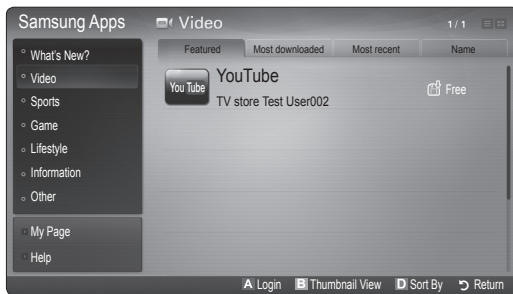 Samsung Apps
Video
1 / 1
What's New?
Video
Sports
Game
Lifestyle
Information
Other
My Page
Help
Featured
Most downloaded
Most recent
Name
You Tube
YouTube
TV store Test User002
Free
A Login
B Thumbnail View
D Sort By
Return